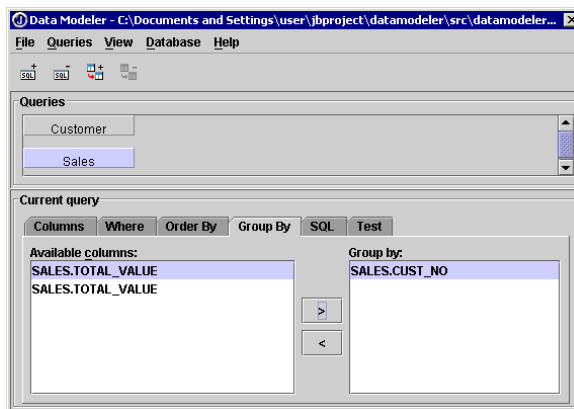 Data Modeler - C:\Documents and Settings\user\jbproject\datamodeler\src\datamodeler...
File Queries View Database Help
SQL SQL
Queries
Customer
Sales
Current query
Columns Where Order By Group By SQL Test
Available columns: Group by:
SALES.TOTAL_VALUE SALES.CUST_NO
SALES.TOTAL_VALUE
>
<